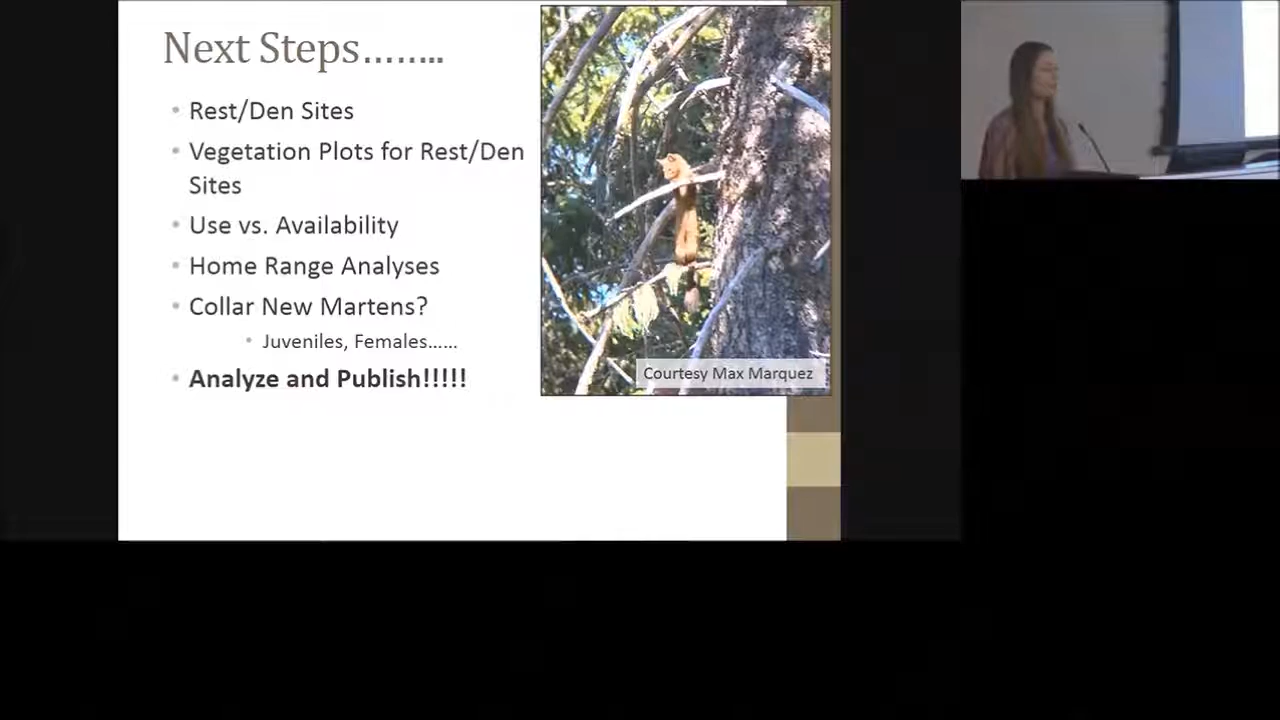 Next Steps……..
• Rest/Den Sites
• Vegetation Plots for Rest/Den
Sites
• Use vs. Availability
• Home Range Analyses
• Collar New Martens?
• Juveniles, Females……
• Analyze and Publish!!!!!
Courtesy Max Marquez